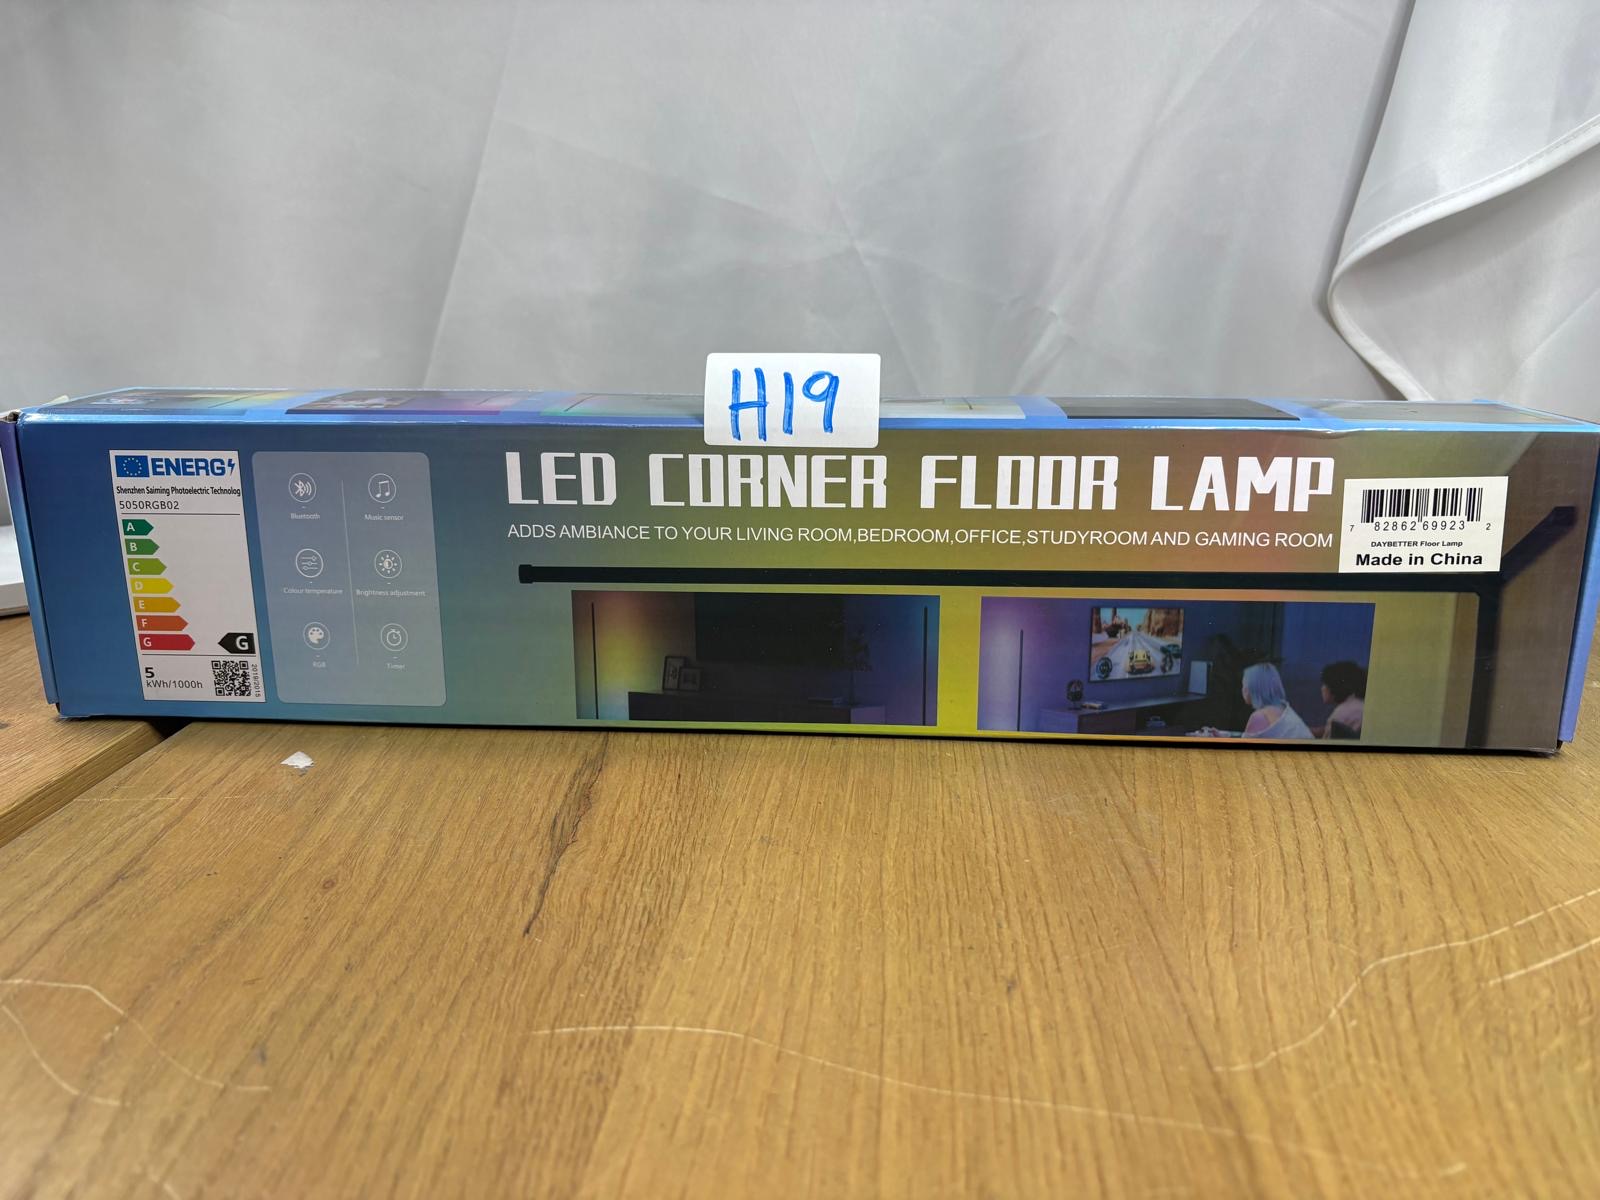 H19
ENERG
Shenzhen Saiming Photoelectric Technolog
5050RGB02
A
B
C
D
E
F
G
G
5
kWh/1000h
2019/2015
Bluetooth
Music sensor
Colour temperature
Brightness adjustment
RGB
Timer
LED CORNER FLOOR LAMP
ADDS AMBIANCE TO YOUR LIVING ROOM,BEDROOM,OFFICE,STUDYROOM AND GAMING ROOM
7 82862 69923 2
DAYBETTER Floor Lamp
Made in China